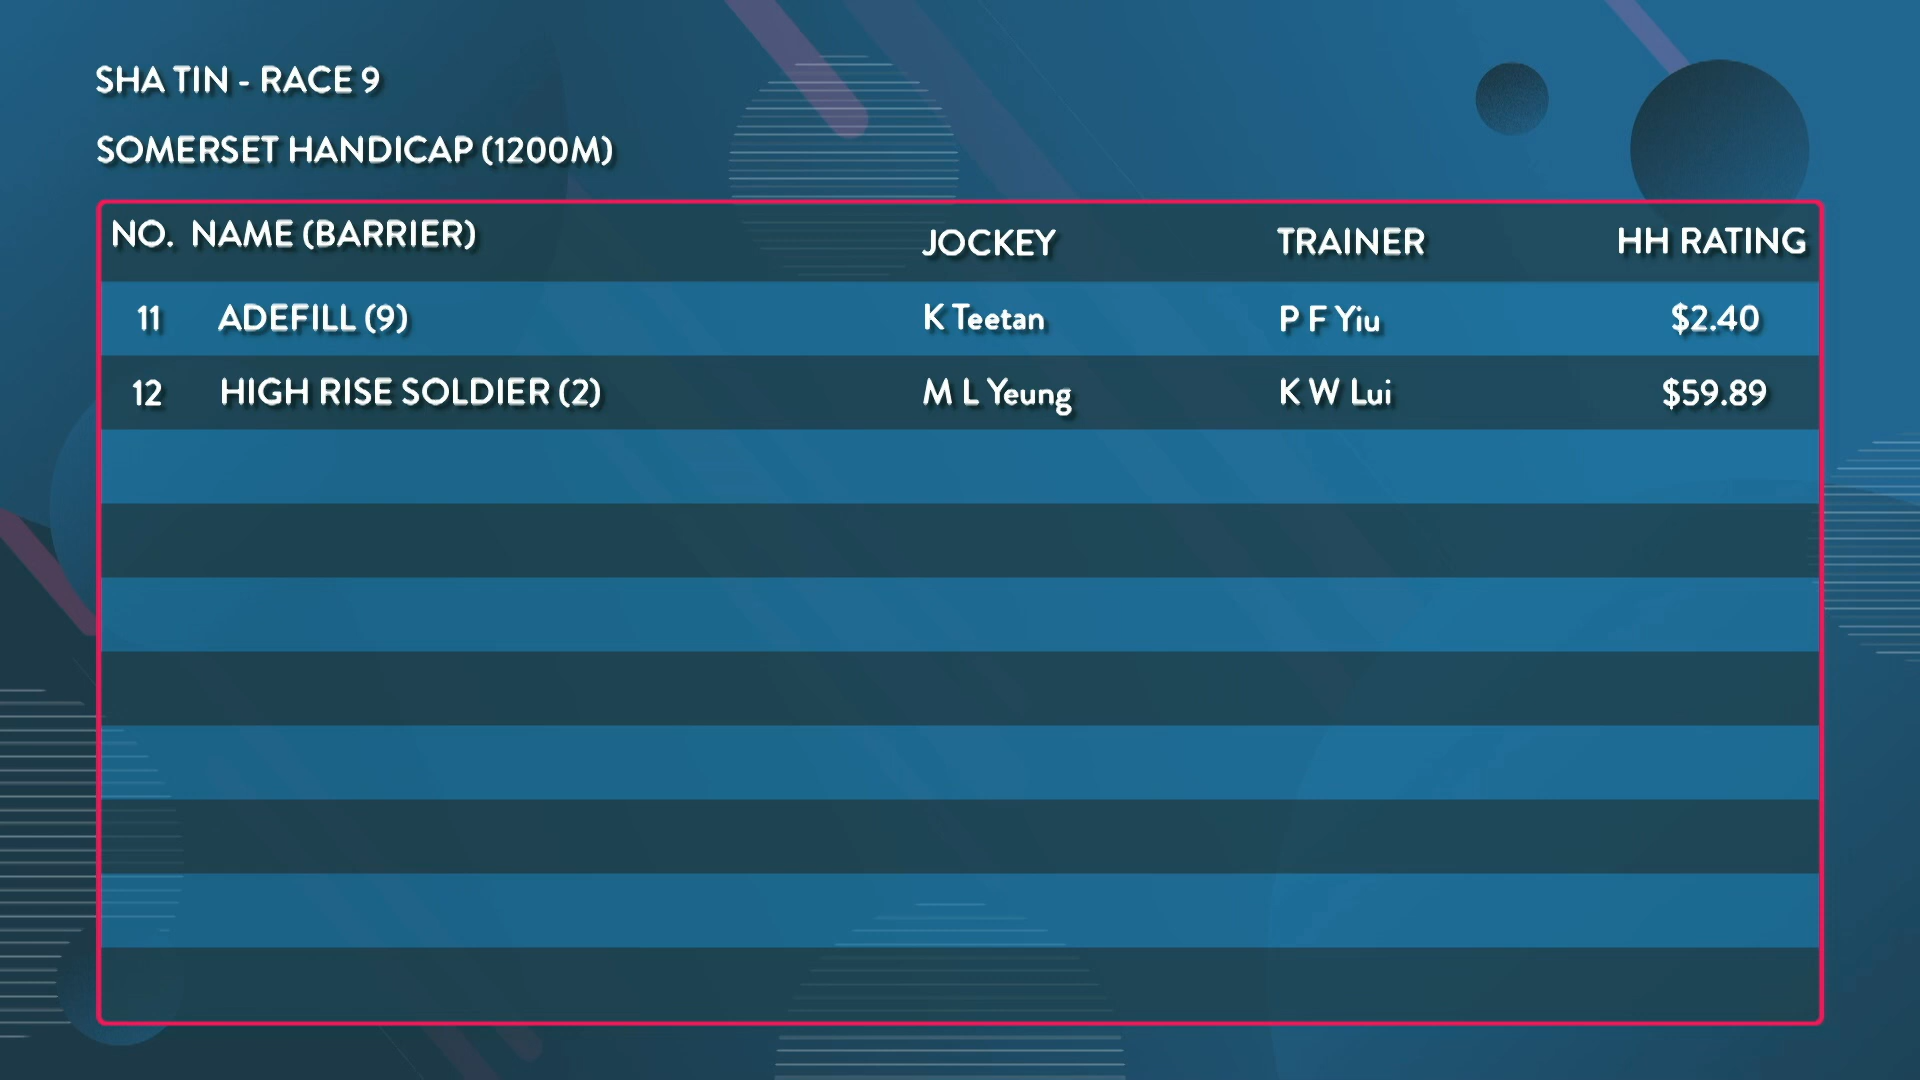 SHA TIN - RACE 9
SOMERSET HANDICAP (1200M)
NO. NAME (BARRIER) JOCKEY TRAINER HH RATING
11 ADEFILL (9) K Teetan P F Yiu $2.40
12 HIGH RISE SOLDIER (2) M L Yeung K W Lui $59.89